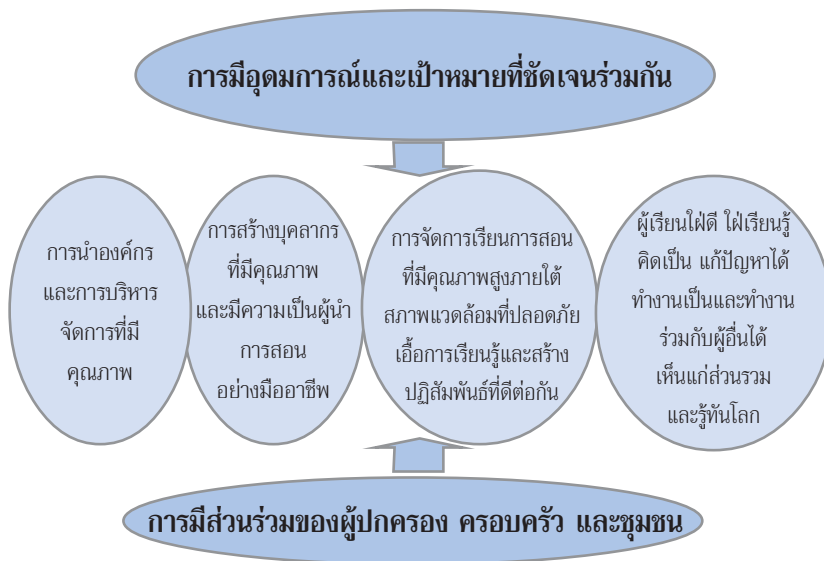 การมีอุดมการณ์และเป้าหมายที่ชัดเจนร่วมกัน
การนำองค์กร
และการบริหาร
จัดการที่มี
คุณภาพ
การสร้างบุคลากร
ที่มีคุณภาพ
และมีความเป็นผู้นำ
การสอน
อย่างมืออาชีพ
การจัดการเรียนการสอน
ที่มีคุณภาพสูงภายใต้
สภาพแวดล้อมที่ปลอดภัย
เอื้อการเรียนรู้และสร้าง
ปฏิสัมพันธ์ที่ดีต่อกัน
ผู้เรียนใฝ่ดี ใฝ่เรียนรู้
คิดเป็น แก้ปัญหาได้
ทำงานเป็นและทำงาน
ร่วมกับผู้อื่นได้
เห็นแก่ส่วนรวม
และรู้ทันโลก
การมีส่วนร่วมของผู้ปกครอง ครอบครัว และชุมชน